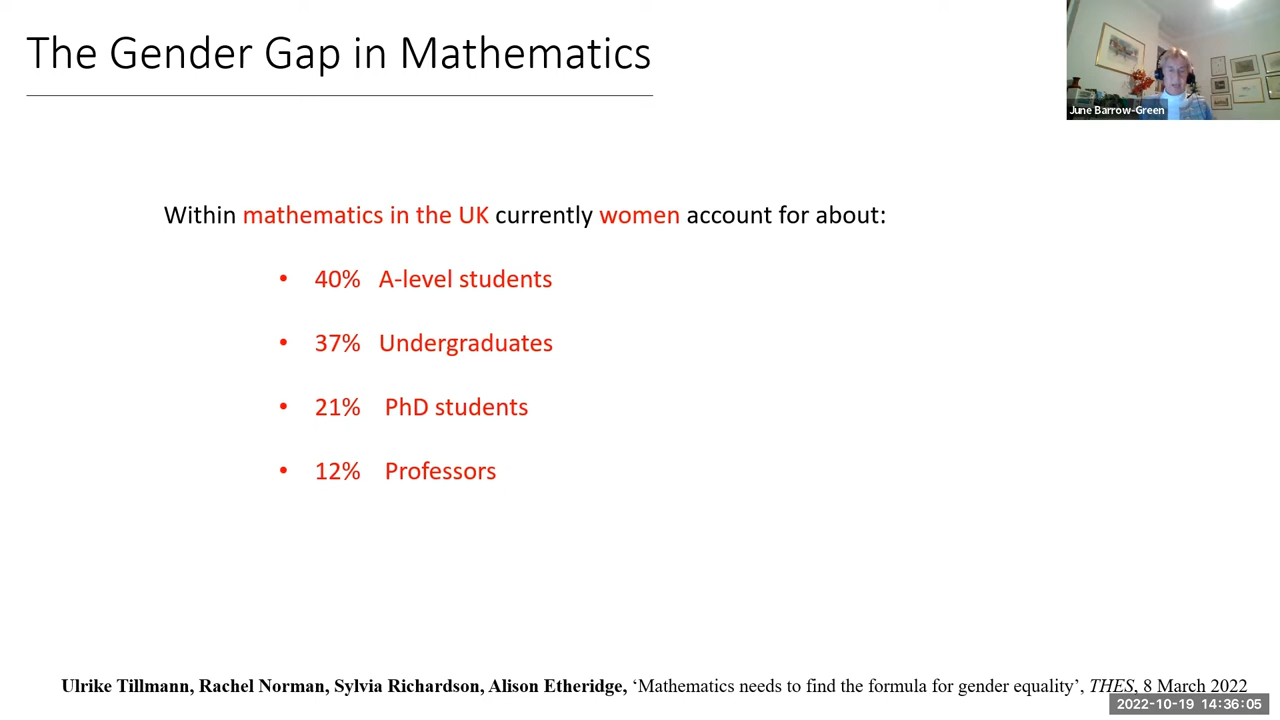 The Gender Gap in Mathematics
June Barrow-Green
Within mathematics in the UK currently women account for about:
• 40% A-level students
• 37% Undergraduates
• 21% PhD students
• 12% Professors
Ulrike Tillmann, Rachel Norman, Sylvia Richardson, Alison Etheridge, ‘Mathematics needs to find the formula for gender equality’, THES, 8 March 2022
2022-10-19 14:36:05